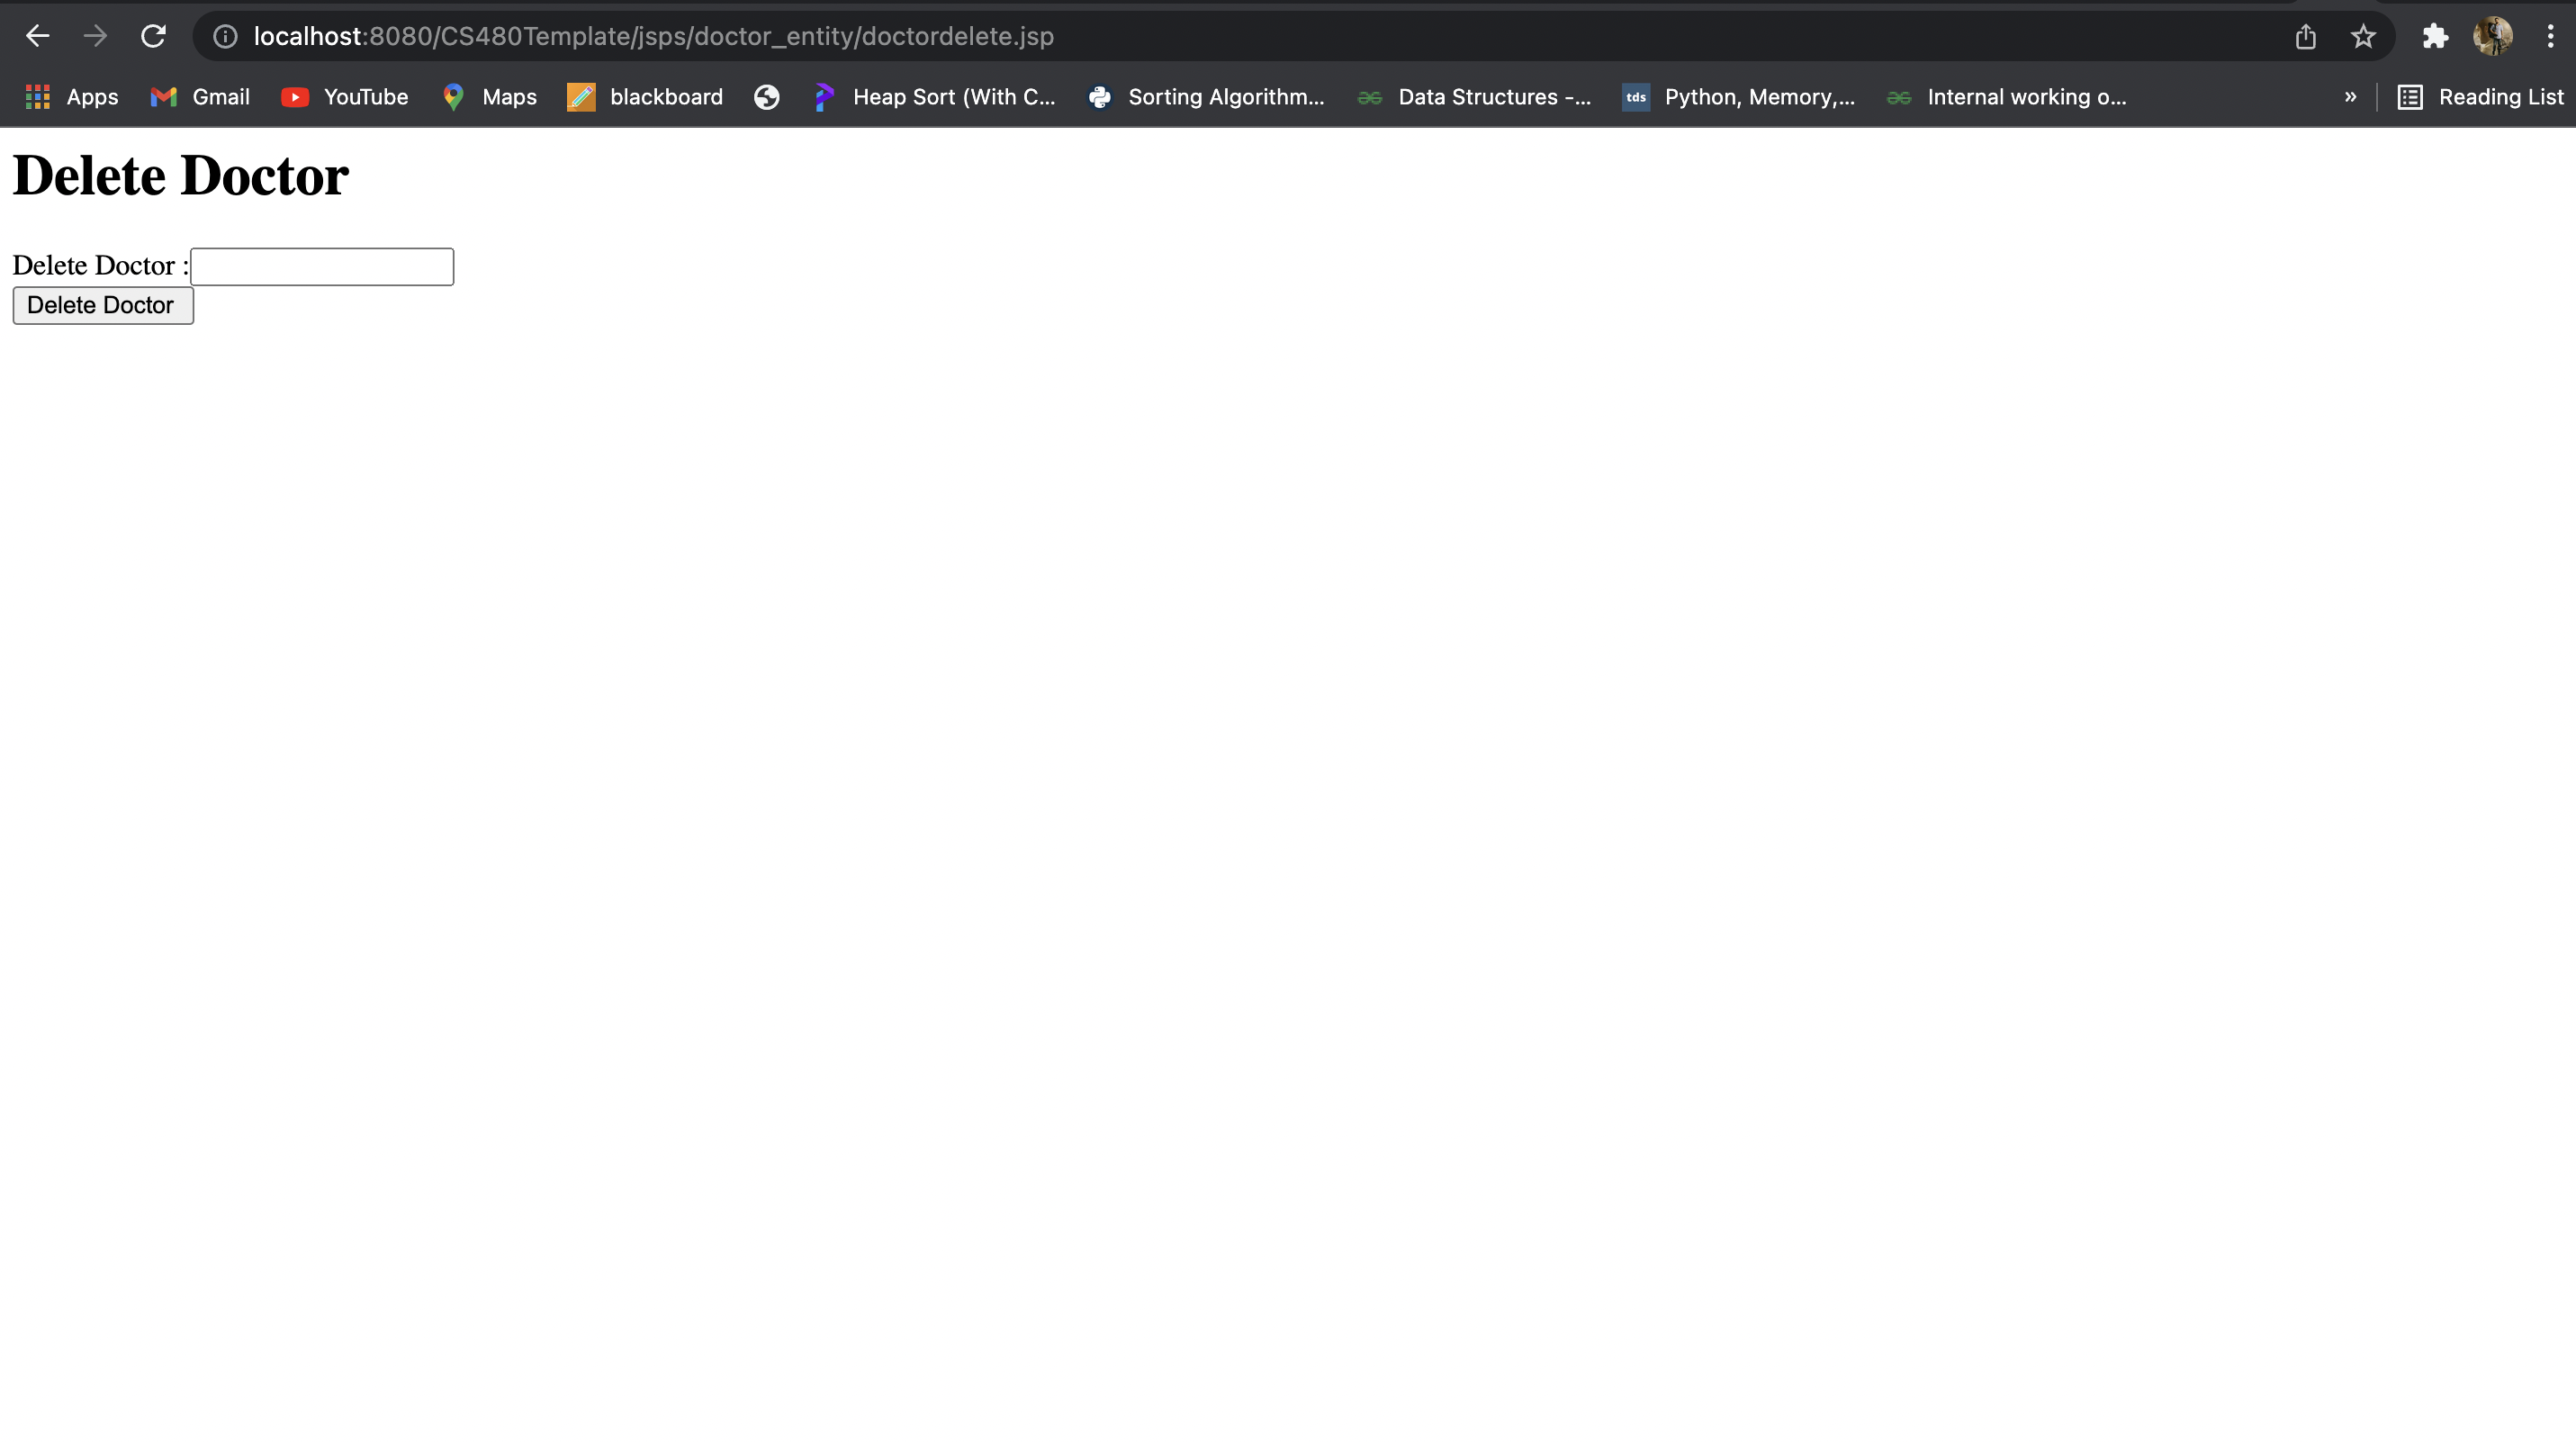 localhost:8080/CS480Template/jsps/doctor_entity/doctordelete.jsp
Apps Gmail YouTube Maps blackboard Heap Sort (With C... Sorting Algorithm... Data Structures -... tds Python, Memory,... Internal working o... » Reading List
Delete Doctor
Delete Doctor :
Delete Doctor